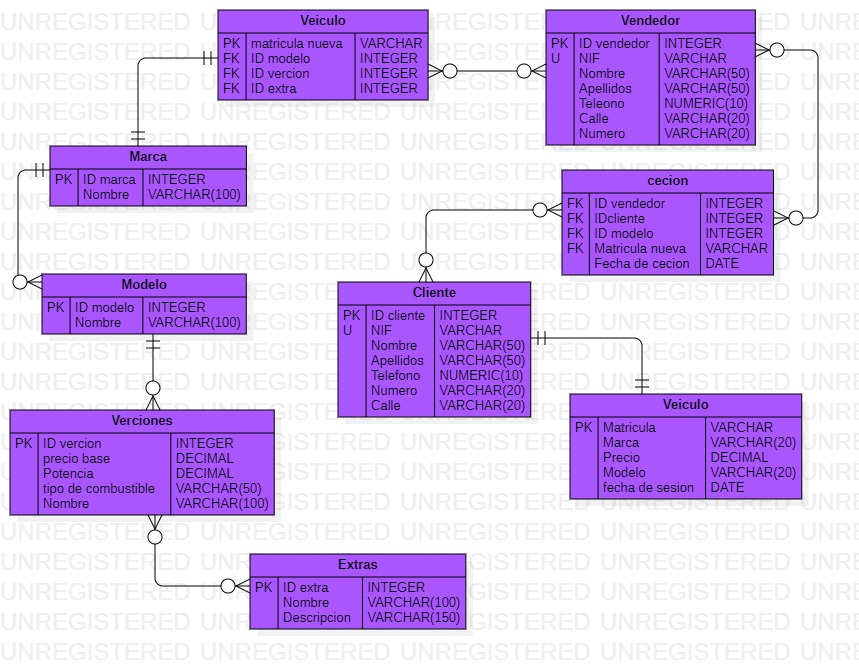 Veiculo
PK matricula nueva VARCHAR
FK ID modelo INTEGER
FK ID vercion INTEGER
FK ID extra INTEGER
Vendedor
PK ID vendedor INTEGER
U NIF VARCHAR
Nombre VARCHAR(50)
Apellidos VARCHAR(50)
Teleono NUMERIC(10)
Calle VARCHAR(20)
Numero VARCHAR(20)
Marca
PK ID marca INTEGER
Nombre VARCHAR(100)
cecion
FK ID vendedor INTEGER
FK IDcliente INTEGER
FK ID modelo INTEGER
FK Matricula nueva VARCHAR
Fecha de cecion DATE
Modelo
PK ID modelo INTEGER
Nombre VARCHAR(100)
Cliente
PK ID cliente INTEGER
U NIF VARCHAR
Nombre VARCHAR(50)
Apellidos VARCHAR(50)
Telefono NUMERIC(10)
Numero VARCHAR(20)
Calle VARCHAR(20)
Veiculo
PK Matricula VARCHAR
Marca VARCHAR(20)
Precio DECIMAL
Modelo VARCHAR(20)
fecha de sesion DATE
Verciones
PK ID vercion INTEGER
precio base DECIMAL
Potencia DECIMAL
tipo de combustible VARCHAR(50)
Nombre VARCHAR(100)
Extras
PK ID extra INTEGER
Nombre VARCHAR(100)
Descripcion VARCHAR(150)
UNREGISTERED